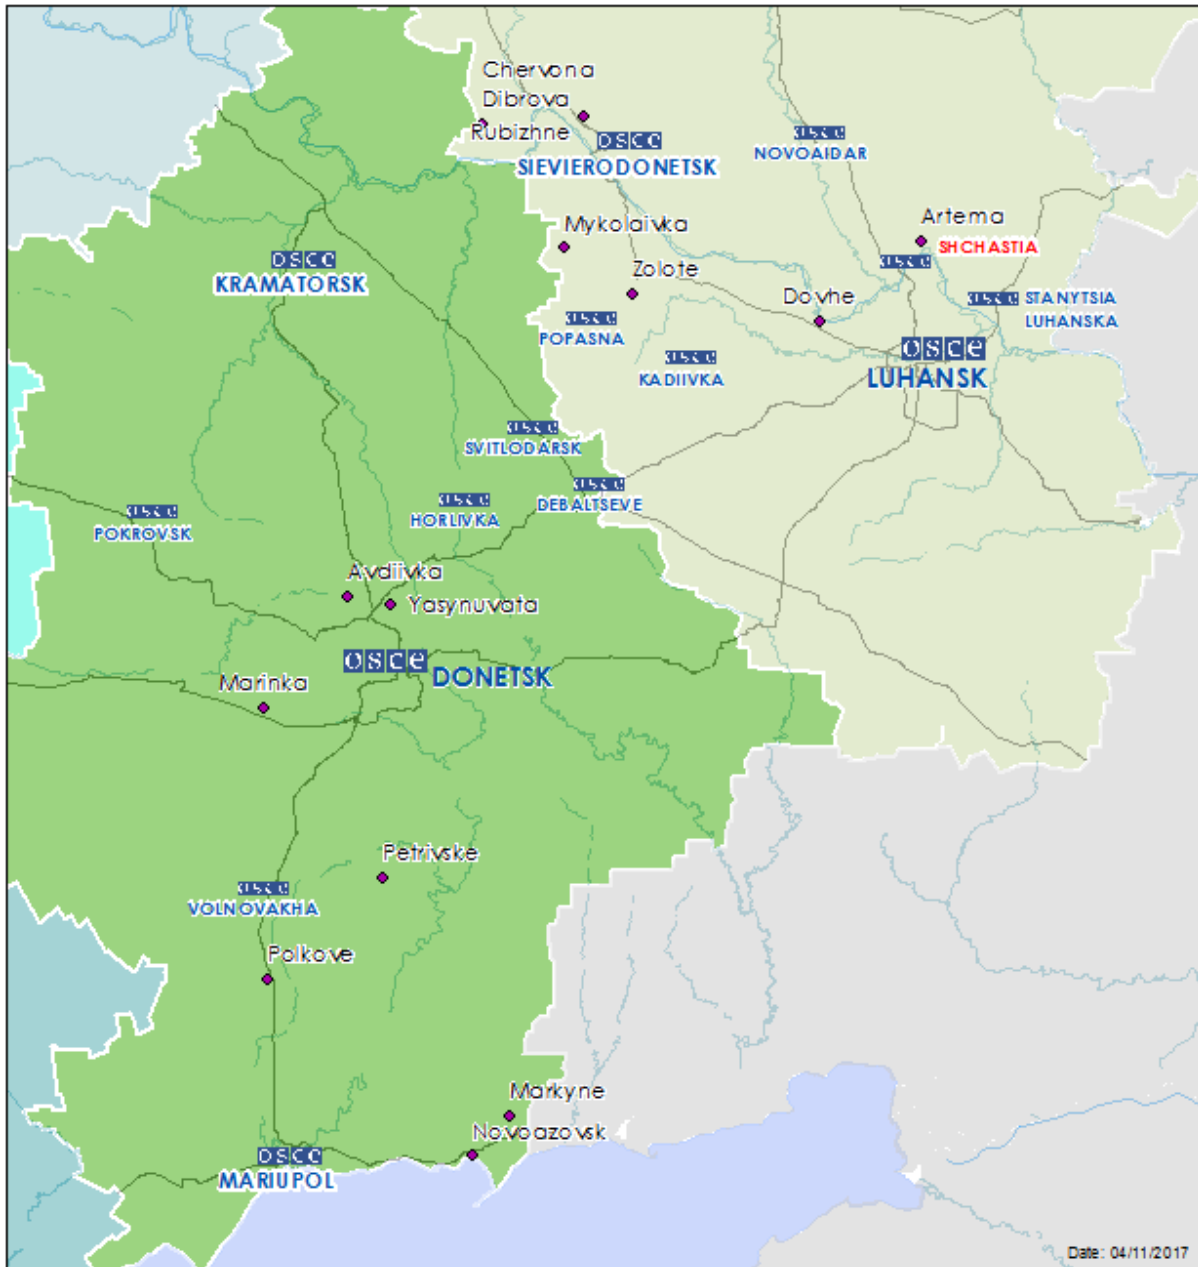 Chervona
Dibrova
Rubizhne
osce
SIEVIERODONETSK
osce
NOVOAIDAR
Artema
SHCHASTIA
osce
Mykolaivka
osce
KRAMATORSK
Zolote
Dovhe
osce
STANYTSIA
LUHANSKA
osce
POPASNA
osce
KADIIVKA
osce
LUHANSK
osce
SVITLODARSK
osce
DEBALTSEVE
osce
HORLIVKA
osce
POKROVSK
Avdiivka
Yasynuvata
osce
DONETSK
Marinka
Petrivske
osce
VOLNOVAKHA
Polkove
Markyne
Novoazovsk
osce
MARIUPOL
Date: 04/11/2017